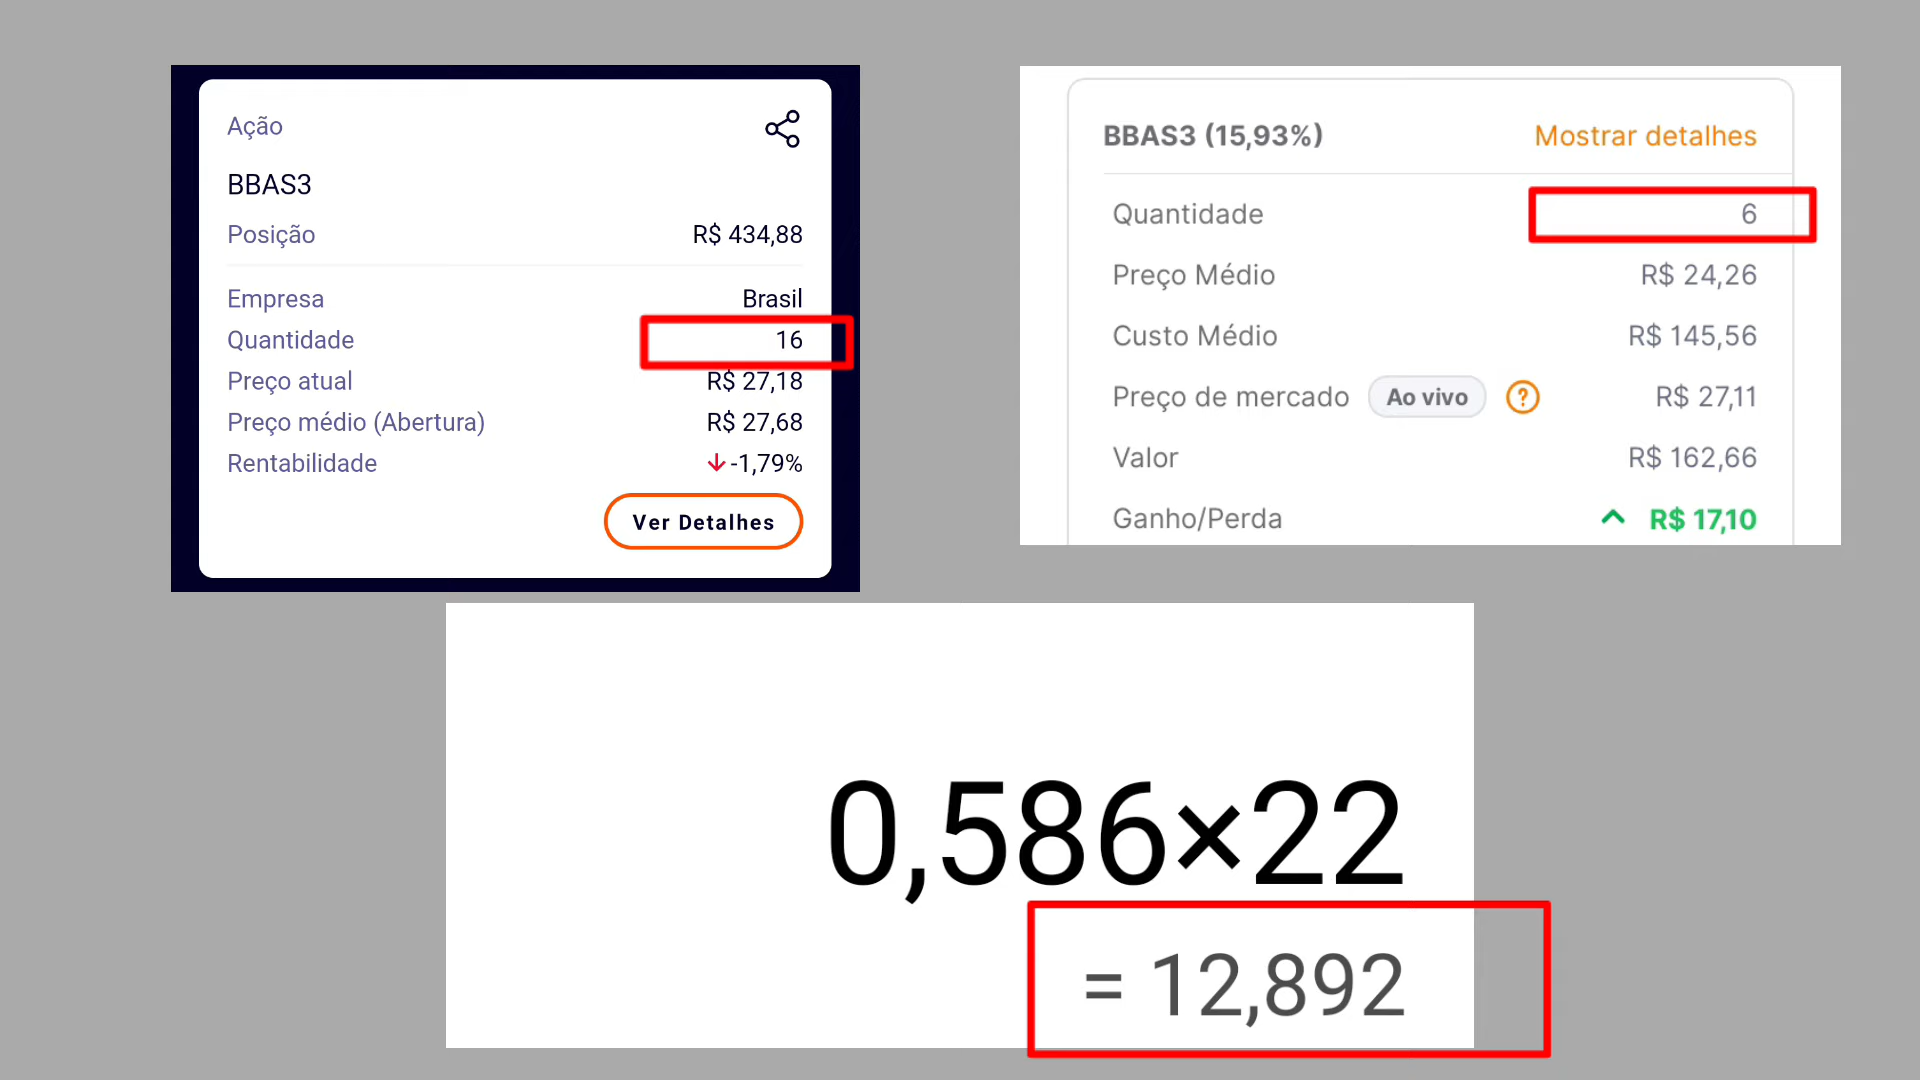 Ação
BBAS3
Posição R$ 434,88
Empresa Brasil
Quantidade 16
Preço atual R$ 27,18
Preço médio (Abertura) R$ 27,68
Rentabilidade -1,79%
Ver Detalhes
BBAS3 (15,93%) Mostrar detalhes
Quantidade 6
Preço Médio R$ 24,26
Custo Médio R$ 145,56
Preço de mercado Ao vivo ? R$ 27,11
Valor R$ 162,66
Ganho/Perda R$ 17,10
0,586×22
= 12,892